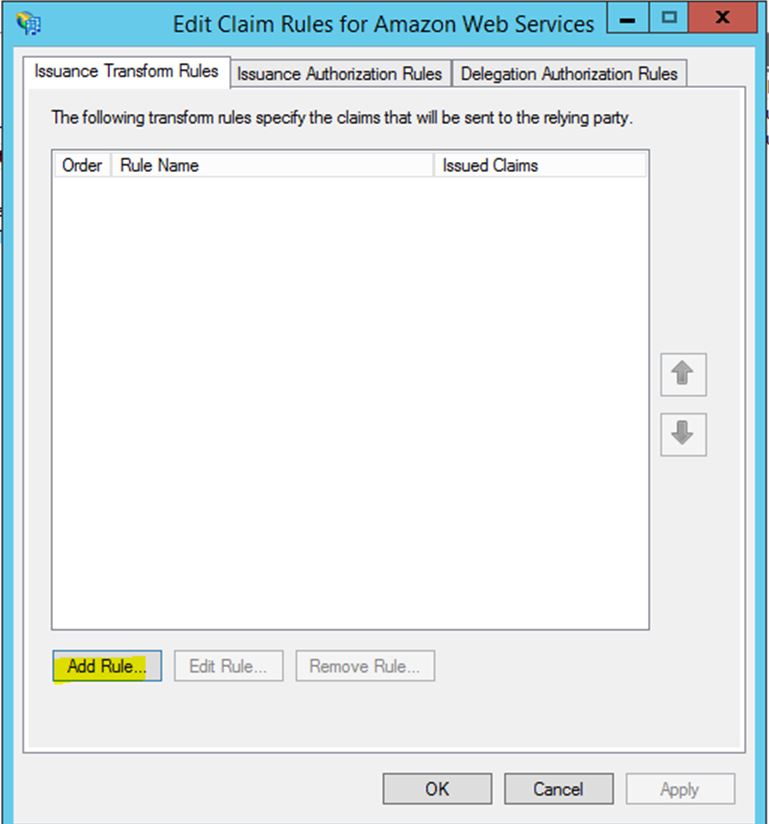 Edit Claim Rules for Amazon Web Services
Issuance Transform Rules Issuance Authorization Rules Delegation Authorization Rules
The following transform rules specify the claims that will be sent to the relying party.
Order Rule Name Issued Claims
Add Rule... Edit Rule... Remove Rule...
OK Cancel Apply